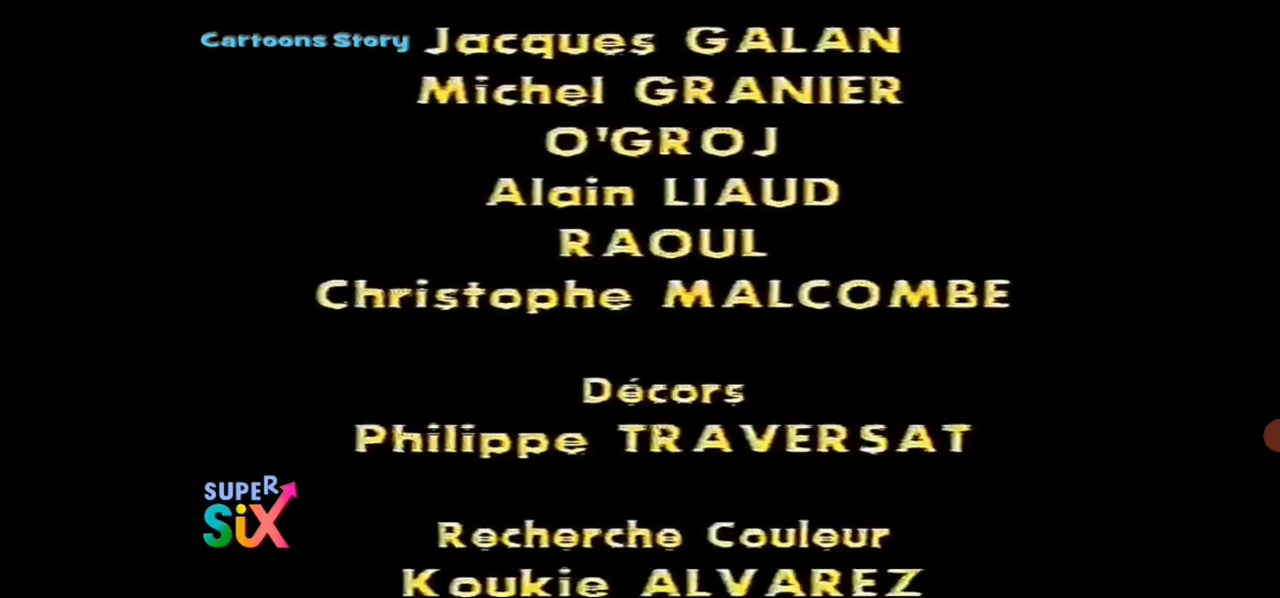 Cartoons Story
Jacques GALAN
Michel GRANIER
O'GROJ
Alain LIAUD
RAOUL
Christophe MALCOMBE
Décors
Philippe TRAVERSAT
SUPER
SiX
Recherche Couleur
Koukie ALVAREZ